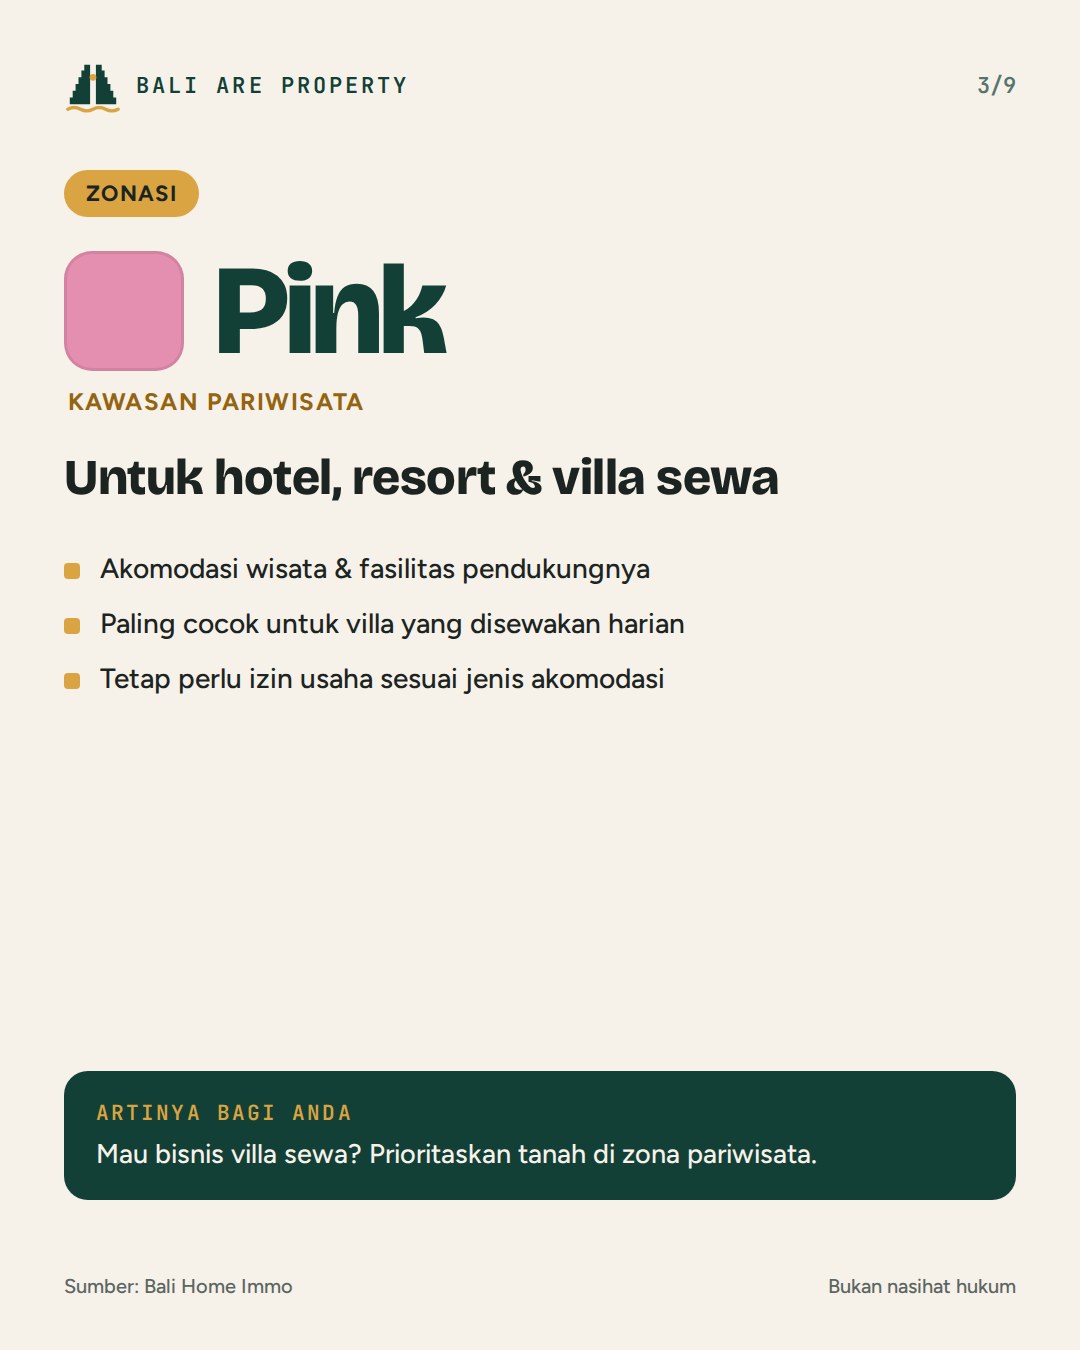 BALI ARE PROPERTY
3/9
ZONASI
Pink
KAWASAN PARIWISATA
Untuk hotel, resort & villa sewa
Akomodasi wisata & fasilitas pendukungnya
Paling cocok untuk villa yang disewakan harian
Tetap perlu izin usaha sesuai jenis akomodasi
ARTINYA BAGI ANDA
Mau bisnis villa sewa? Prioritaskan tanah di zona pariwisata.
Sumber: Bali Home Immo
Bukan nasihat hukum